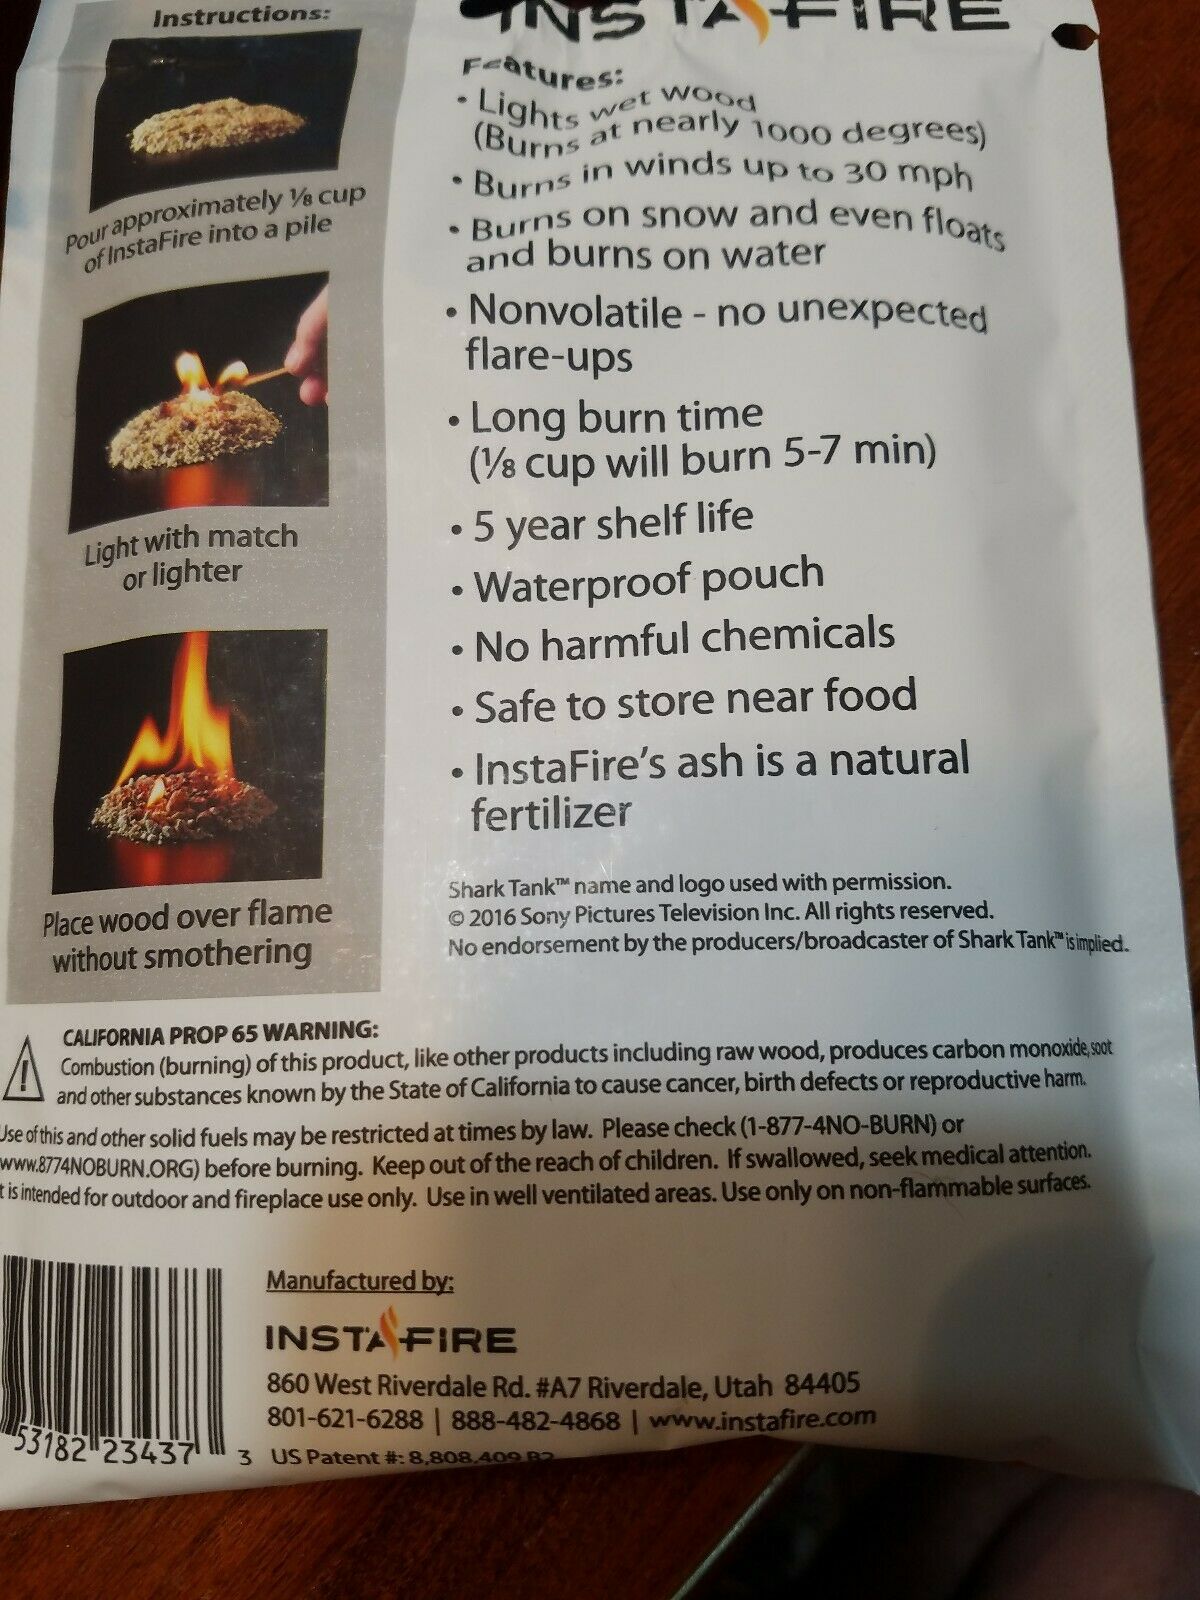 Instructions:
Pour approximately ⅛ cup
of InstaFire into a pile
Light with match
or lighter
Place wood over flame
without smothering
INSTAFIRE
Features:
• Lights wet wood
(Burns at nearly 1000 degrees)
• Burns in winds up to 30 mph
• Burns on snow and even floats
and burns on water
• Nonvolatile - no unexpected
flare-ups
• Long burn time
(⅛ cup will burn 5-7 min)
• 5 year shelf life
• Waterproof pouch
• No harmful chemicals
• Safe to store near food
• InstaFire's ash is a natural
fertilizer
Shark Tank™ name and logo used with permission.
© 2016 Sony Pictures Television Inc. All rights reserved.
No endorsement by the producers/broadcaster of Shark Tank™ is implied.
CALIFORNIA PROP 65 WARNING:
Combustion (burning) of this product, like other products including raw wood, produces carbon monoxide, soot
and other substances known by the State of California to cause cancer, birth defects or reproductive harm.
Use of this and other solid fuels may be restricted at times by law. Please check (1-877-4NO-BURN) or
www.8774NOBURN.ORG) before burning. Keep out of the reach of children. If swallowed, seek medical attention.
t is intended for outdoor and fireplace use only. Use in well ventilated areas. Use only on non-flammable surfaces.
Manufactured by:
INSTAFIRE
860 West Riverdale Rd. #A7 Riverdale, Utah 84405
801-621-6288 | 888-482-4868 | www.instafire.com
53182 23437 3
US Patent #: 8,808,409 B2